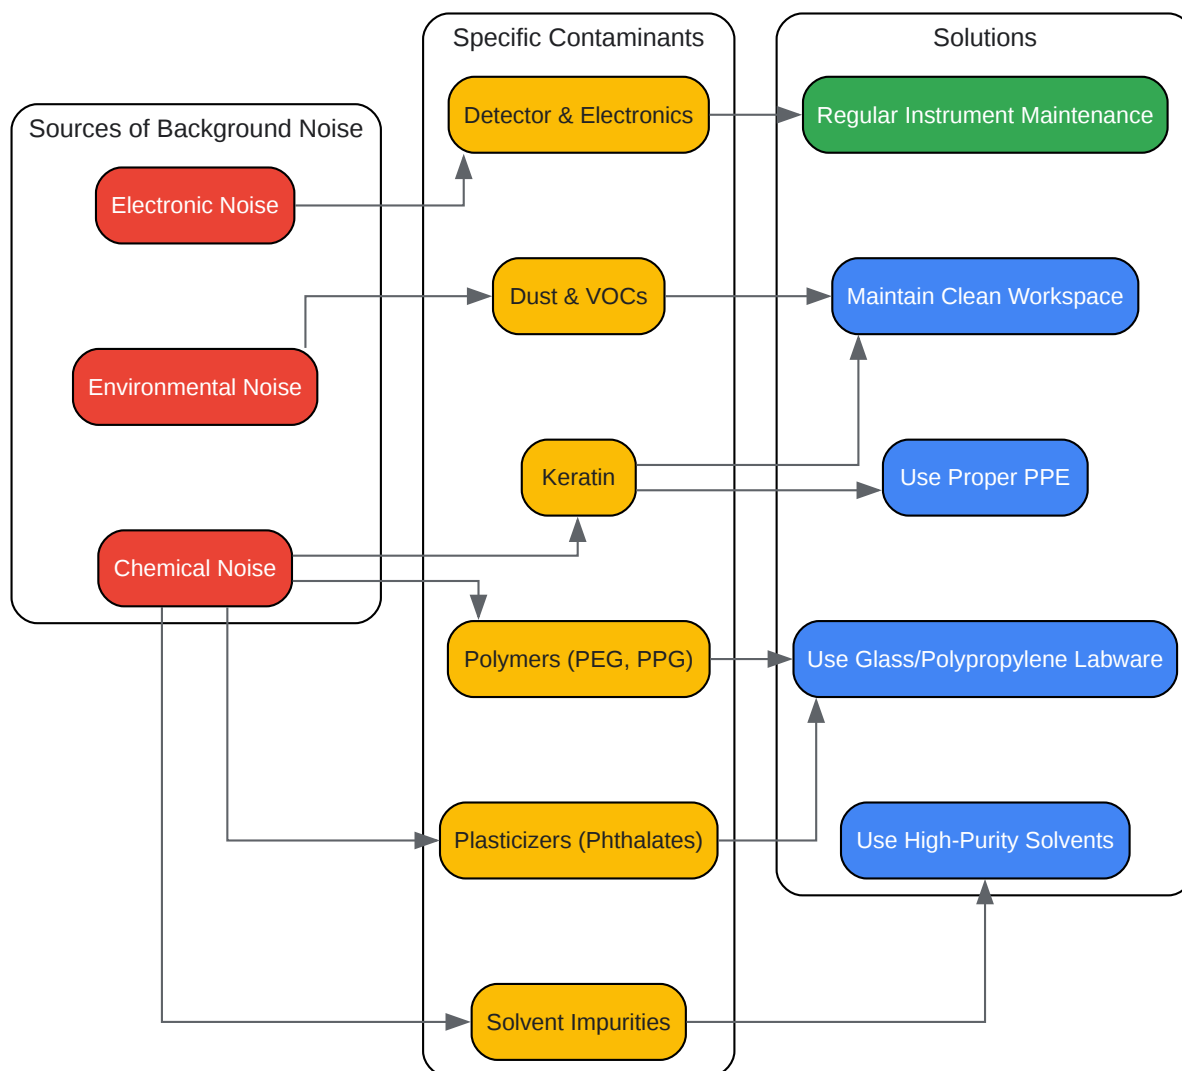 Sources of Background Noise
Electronic Noise
Environmental Noise
Chemical Noise
Specific Contaminants
Detector & Electronics
Dust & VOCs
Keratin
Polymers (PEG, PPG)
Plasticizers (Phthalates)
Solvent Impurities
Solutions
Regular Instrument Maintenance
Maintain Clean Workspace
Use Proper PPE
Use Glass/Polypropylene Labware
Use High-Purity Solvents